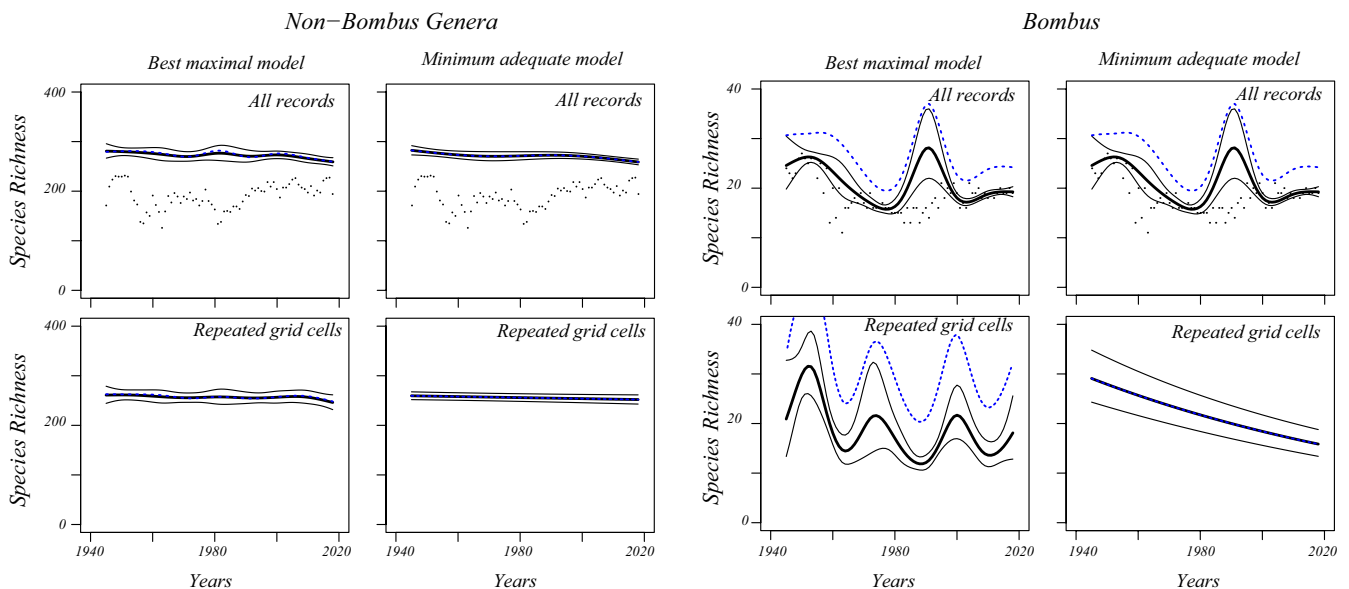 Non−Bombus Genera
Bombus
Best maximal model
Minimum adequate model
Best maximal model
Minimum adequate model
Species Richness
400
200
0
All records
All records
Species Richness
40
20
0
All records
All records
Species Richness
400
200
0
Repeated grid cells
Repeated grid cells
Species Richness
40
20
0
Repeated grid cells
Repeated grid cells
1940 1980 2020
1940 1980
1940 1980 2020
1940 1980 2020
Years
Years
Years
Years